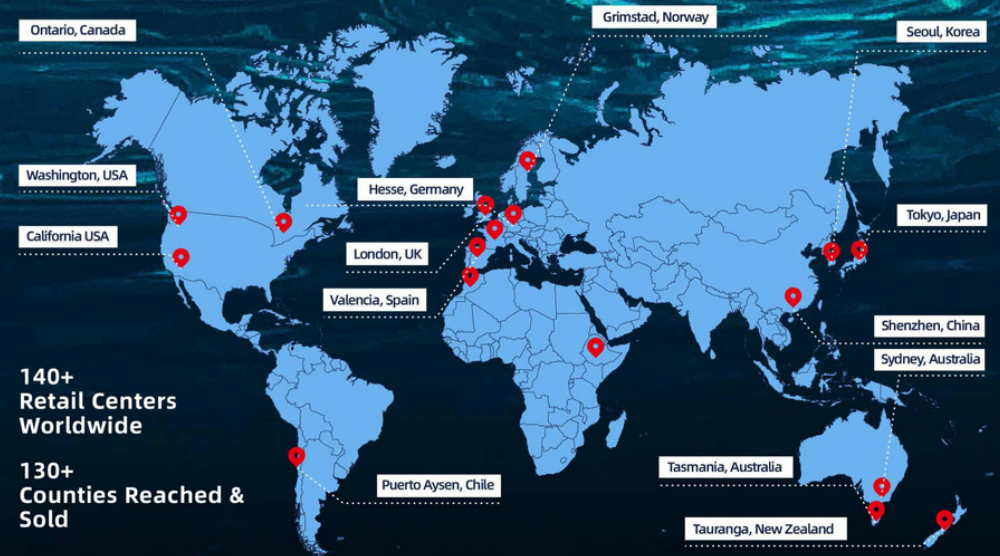 Grimstad, Norway
Ontario, Canada
Seoul, Korea
Washington, USA
Hesse, Germany
Tokyo, Japan
California USA
London, UK
Valencia, Spain
Shenzhen, China
Sydney, Australia
140+
Retail Centers
Worldwide
130+
Counties Reached &
Sold
Tasmania, Australia
Puerto Aysen, Chile
Tauranga, New Zealand